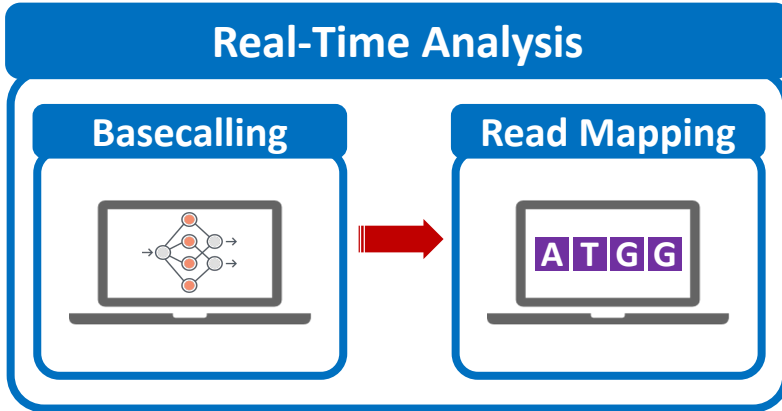 Real-Time Analysis
Basecalling
Read Mapping
A T G G